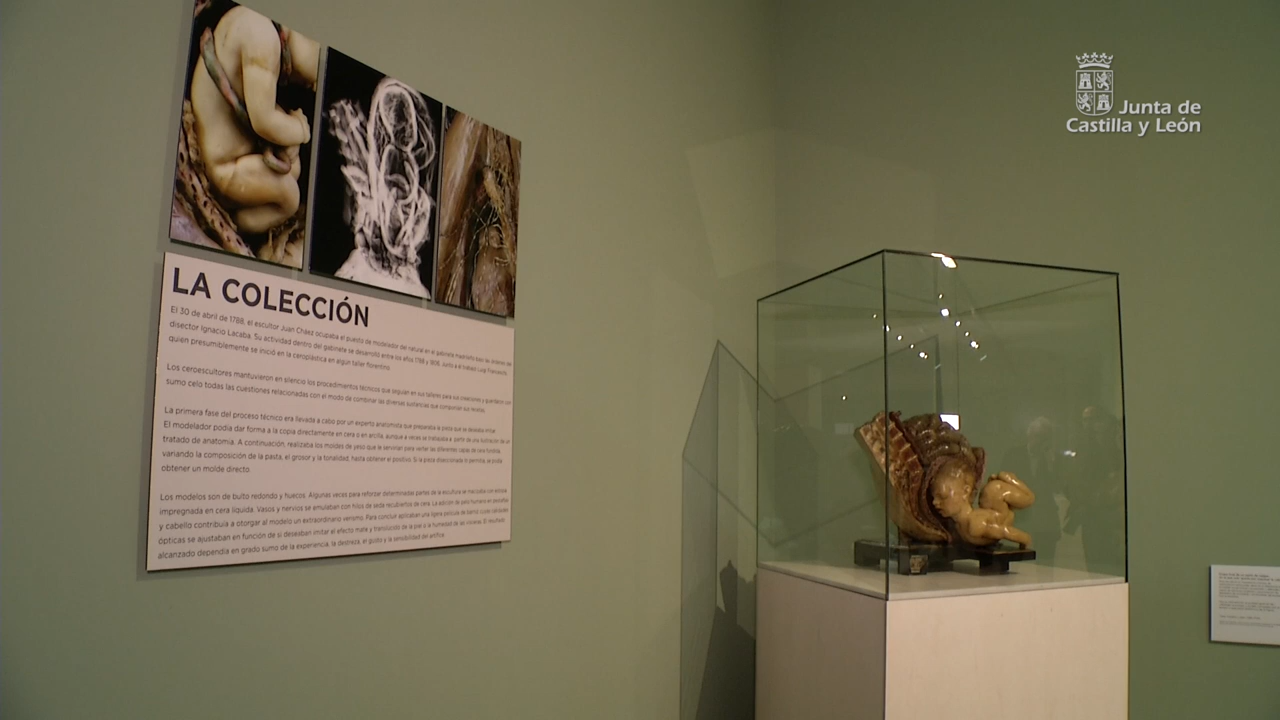 Junta de
Castilla y León
LA COLECCIÓN
El 30 de abril de 1788, el escultor Juan Cháez ocupaba el puesto de modelador del natural en el gabinete madrileño bajo las órdenes del
disector Ignacio Lacaba. Su actividad dentro del gabinete se desarrolló entre los años 1788 y 1806. Junto a él trabajó Luigi Franceschi,
quien presumiblemente se inició en la ceroplástica en algún taller florentino.
Los ceroescultores mantuvieron en silencio los procedimientos técnicos que seguían en sus talleres para sus creaciones y guardaron con
sumo celo todas las cuestiones relacionadas con el modo de combinar las diversas sustancias que componían sus recetas.
La primera fase del proceso técnico era llevada a cabo por un experto anatomista que preparaba la pieza que se deseaba imitar.
El modelador podía dar forma a la copia directamente en cera o en arcilla, aunque a veces se trabajaba a partir de una ilustración de un
tratado de anatomía. A continuación, realizaba los moldes de yeso que le servirían para verter las diferentes capas de cera fundida,
variando la composición de la pasta, el grosor y la tonalidad, hasta obtener el positivo. Si la pieza diseccionada lo permitía, se podía
obtener un molde directo.
Los modelos son de bulto redondo y huecos. Algunas veces para reforzar determinadas partes de la escultura se mezclaba con estopa
impregnada en cera líquida. Vasos y nervios se emulaban con hilos de seda recubiertos de cera. La adición de pelo humano en pestañas
y cabello contribuía a otorgar al modelo un extraordinario verismo. Para concluir aplicaban una ligera película de barniz cuyas cualidades
ópticas se ajustaban en función de si deseaban imitar el efecto mate y translúcido de la piel o la humedad de las vísceras. El resultado
alcanzado dependía en grado sumo de la experiencia, la destreza, el gusto y la sensibilidad del artífice.